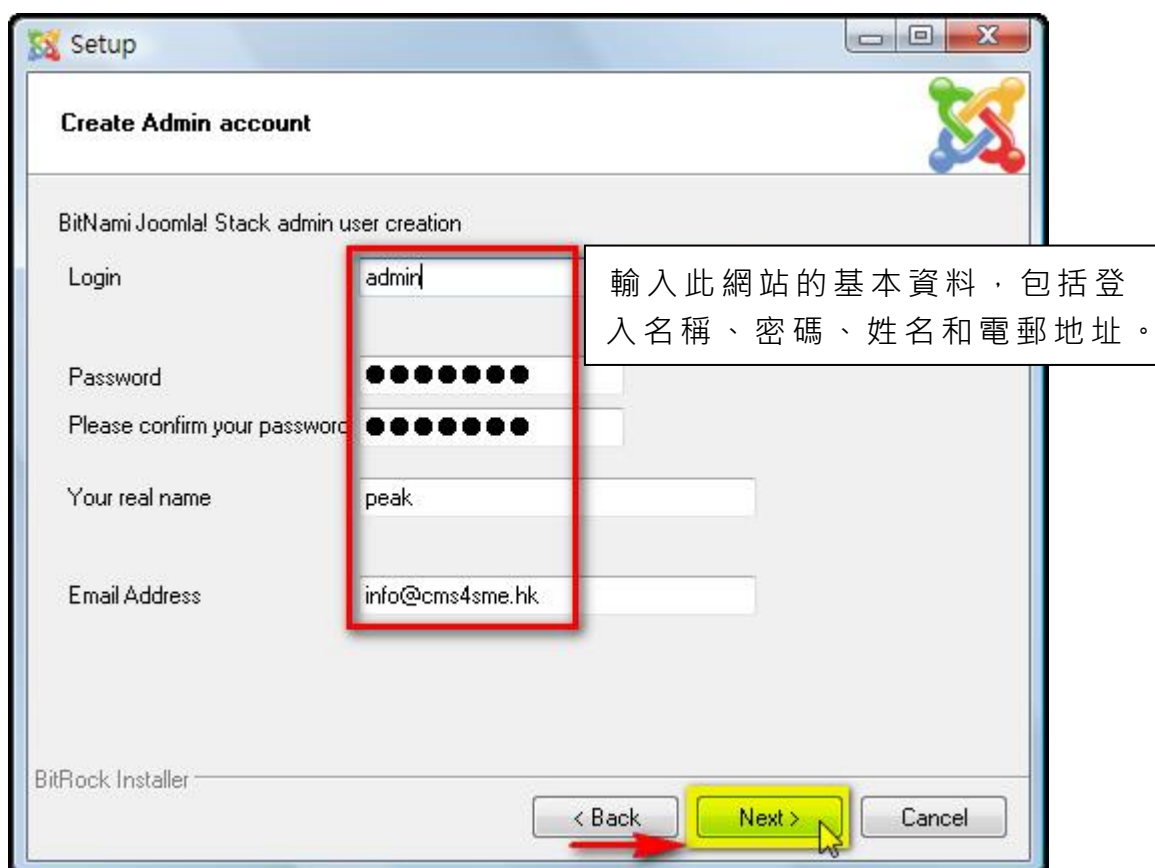 Setup
Create Admin account
BitNami Joomla! Stack admin user creation
Login
admin
輸入此網站的基本資料，包括登
入名稱、密碼、姓名和電郵地址。
Password
●●●●●●●
Please confirm your password
●●●●●●●
Your real name
peak
Email Address
info@cms4sme.hk
BitRock Installer
< Back
Next >
Cancel